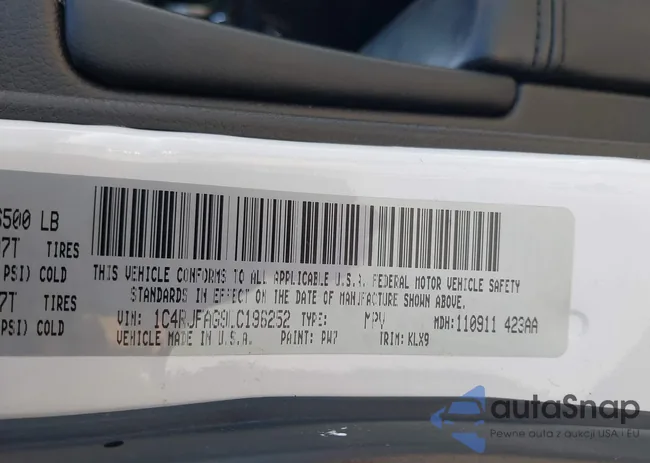 6500 LB
7T TIRES
PSI) COLD
7T TIRES
PSI) COLD
THIS VEHICLE CONFORMS TO ALL APPLICABLE U.S.A. FEDERAL MOTOR VEHICLE SAFETY
STANDARDS IN EFFECT ON THE DATE OF MANUFACTURE SHOWN ABOVE.
VIN: 1C4RJFAG9LC196252 TYPE: MPV MDH:110911 423AA
VEHICLE MADE IN U.S.A. PAINT: PW7 TRIM: KLX9
autaSnap
Pewne auta z aukcji USA i EU